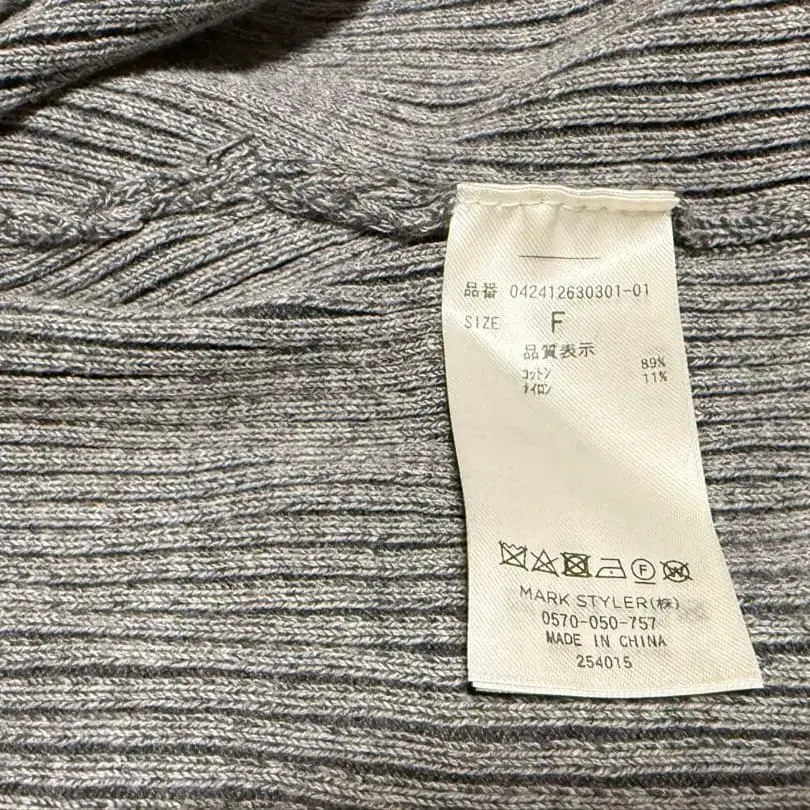 品番 042412630301-01
SIZE F
品質表示
コットン 89%
ナイロン 11%
F W
MARK STYLER(株)
0570-050-757
MADE IN CHINA
254015